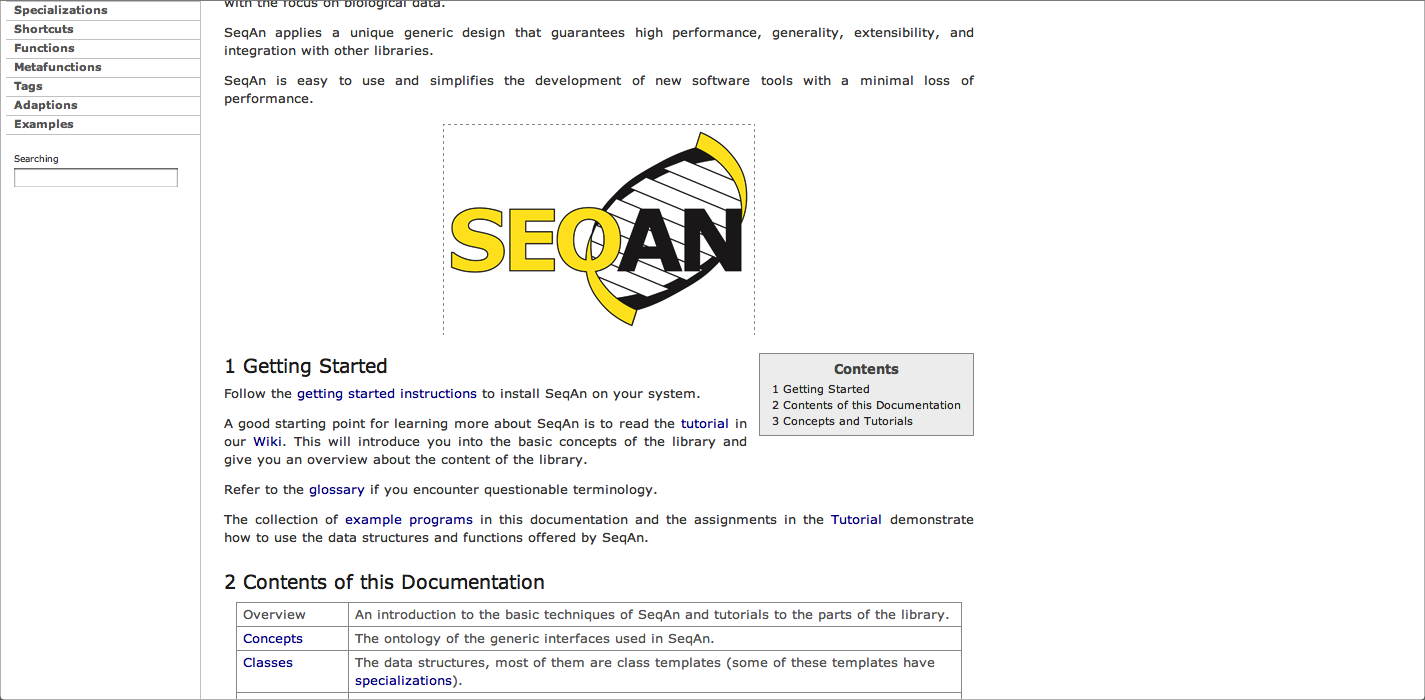 Specializations
Shortcuts
Functions
Metafunctions
Tags
Adaptions
Examples
Searching
with the focus on biological data.
SeqAn applies a unique generic design that guarantees high performance, generality, extensibility, and
integration with other libraries.
SeqAn is easy to use and simplifies the development of new software tools with a minimal loss of
performance.
SEQAN
1 Getting Started
Follow the getting started instructions to install SeqAn on your system.
A good starting point for learning more about SeqAn is to read the tutorial in
our Wiki. This will introduce you into the basic concepts of the library and
give you an overview about the content of the library.
Refer to the glossary if you encounter questionable terminology.
The collection of example programs in this documentation and the assignments in the Tutorial demonstrate
how to use the data structures and functions offered by SeqAn.
Contents
1 Getting Started
2 Contents of this Documentation
3 Concepts and Tutorials
2 Contents of this Documentation
Overview An introduction to the basic techniques of SeqAn and tutorials to the parts of the library.
Concepts The ontology of the generic interfaces used in SeqAn.
Classes The data structures, most of them are class templates (some of these templates have
specializations).